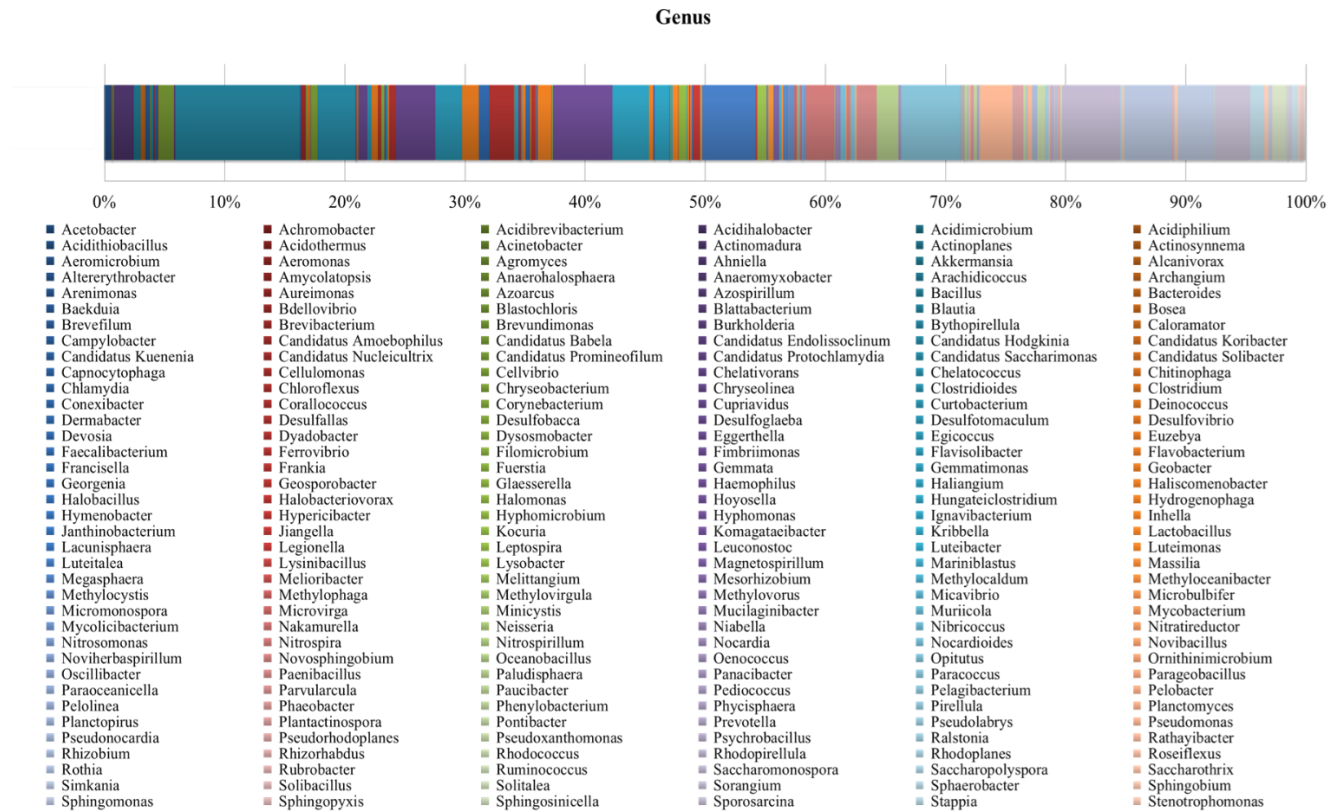 Genus
0% 10% 20% 30% 40% 50% 60% 70% 80% 90% 100%
Acetobacter Achromobacter Acidibrevibacterium Acidihalobacter Acidimicrobium Acidiphilium
Acidithiobacillus Acidothermus Acinetobacter Actinomadura Actinoplanes Actinosynnema
Aeromicrobium Aeromonas Agromyces Ahniella Akkermansia Alcanivorax
Altererythrobacter Amycolatopsis Anaerohalosphaera Anaeromyxobacter Arachidicoccus Archangium
Arenimonas Aureimonas Azoarcus Azospirillum Bacillus Bacteroides
Baekduia Bdellovibrio Blastochloris Blattabacterium Blautia Bosea
Brevefilum Brevibacterium Brevundimonas Burkholderia Bythopirellula Caloramator
Campylobacter Candidatus Amoebophilus Candidatus Babela Candidatus Endolissoclinum Candidatus Hodgkinia Candidatus Koribacter
Candidatus Kuenenia Candidatus Nucleicultrix Candidatus Promineofilum Candidatus Protochlamydia Candidatus Saccharimonas Candidatus Solibacter
Capnocytophaga Cellulomonas Cellvibrio Chelativorans Chelatococcus Chitinophaga
Chlamydia Chloroflexus Chryseobacterium Chryseolinea Clostridioides Clostridium
Conexibacter Corallococcus Corynebacterium Cupriavidus Curtobacterium Deinococcus
Dermabacter Desulfallas Desulfobacca Desulfoglaeba Desulfotomaculum Desulfovibrio
Devosia Dyadobacter Dysosmobacter Eggerthella Egicoccus Euzebya
Faecalibacterium Ferrovibrio Filomicrobium Fimbriimonas Flavisolibacter Flavobacterium
Francisella Frankia Fuerstia Gemmata Gemmatimonas Geobacter
Georgenia Geosporobacter Glaesserella Haemophilus Haliangium Haliscomenobacter
Halobacillus Halobacteriovorax Halomonas Hoyosella Hungateiclostridium Hydrogenophaga
Hymenobacter Hypericibacter Hyphomicrobium Hyphomonas Ignavibacterium Inhella
Janthinobacterium Jiangella Kocuria Komagataeibacter Kribbella Lactobacillus
Lacunisphaera Legionella Leptospira Leuconostoc Luteibacter Luteimonas
Luteitalea Lysinibacillus Lysobacter Magnetospirillum Mariniblastus Massilia
Megasphaera Melioribacter Melittangium Mesorhizobium Methylocaldum Methyloceanibacter
Methylocystis Methylophaga Methylovirgula Methylovorus Micavibrio Microbulbifer
Micromonospora Microvirga Minicystis Mucilaginibacter Muriicola Mycobacterium
Mycolicibacterium Nakamurella Neisseria Niabella Nibricoccus Nitratireductor
Nitrosomonas Nitrospira Nitrospirillum Nocardia Nocardioides Novibacillus
Noviherbaspirillum Novosphingobium Oceanobacillus Oenococcus Opitutus Ornithinimicrobium
Oscillibacter Paenibacillus Paludisphaera Panacibacter Paracoccus Parageobacillus
Paraoceanicella Parvularcula Paucibacter Pediococcus Pelagibacterium Pelobacter
Pelolinea Phaeobacter Phenylobacterium Phycisphaera Pirellula Planctomyces
Planctopirus Plantactinospora Pontibacter Prevotella Pseudolabrys Pseudomonas
Pseudonocardia Pseudorhodoplanes Pseudoxanthomonas Psychrobacillus Ralstonia Rathayibacter
Rhizobium Rhizorhabdus Rhodococcus Rhodopirellula Rhodoplanes Roseiflexus
Rothia Rubrobacter Ruminococcus Saccharomonospora Saccharopolyspora Saccharothrix
Simkania Solibacillus Solitalea Sorangium Sphaerobacter Sphingobium
Sphingomonas Sphingopyxis Sphingosinicella Sporosarcina Stappia Stenotrophomonas